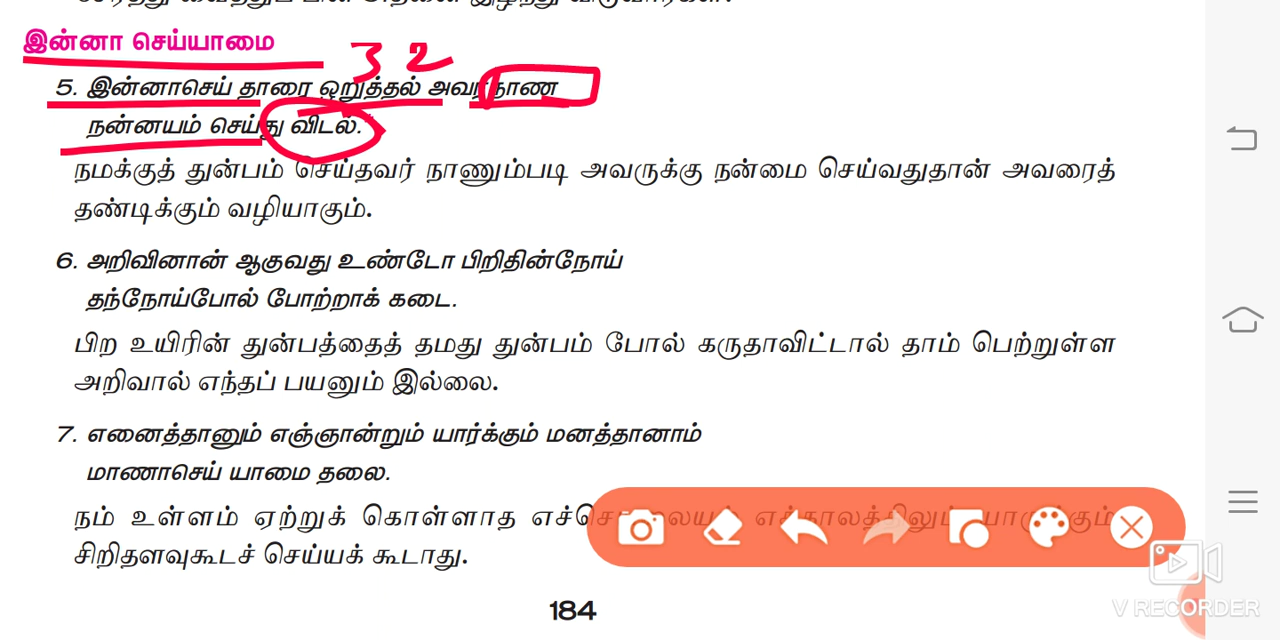 இன்னா செய்யாமை
32
5. இன்னாசெய் தாரை ஒறுத்தல் அவர்நாண
நன்னயம் செய்து விடல்.
நமக்குத் துன்பம் செய்தவர் நாணும்படி அவருக்கு நன்மை செய்வதுதான் அவரைத்
தண்டிக்கும் வழியாகும்.
6. அறிவினான் ஆகுவது உண்டோ பிறிதின்நோய்
தந்நோய்போல் போற்றாக் கடை.
பிற உயிரின் துன்பத்தைத் தமது துன்பம் போல் கருதாவிட்டால் தாம் பெற்றுள்ள
அறிவால் எந்தப் பயனும் இல்லை.
7. எனைத்தானும் எஞ்ஞான்றும் யார்க்கும் மனத்தானாம்
மாணாசெய் யாமை தலை.
நம் உள்ளம் ஏற்றுக் கொள்ளாத
சிறிதளவுகூடச் செய்யக் கூடாது.
184
V RECORDER